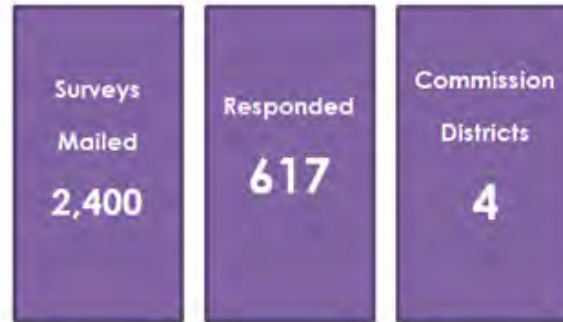 Surveys
Mailed
2,400
Responded
617
Commission
Districts
4